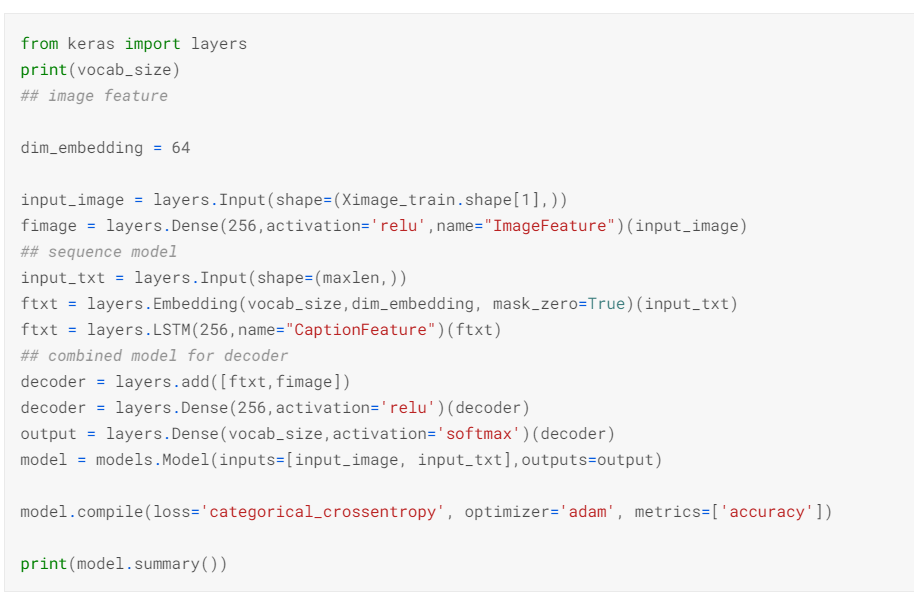 from keras import layers
print(vocab_size)
## image feature
dim_embedding = 64
input_image = layers.Input(shape=(Ximage_train.shape[1],))
fimage = layers.Dense(256,activation='relu',name="ImageFeature")(input_image)
## sequence model
input_txt = layers.Input(shape=(maxlen,))
ftxt = layers.Embedding(vocab_size,dim_embedding, mask_zero=True)(input_txt)
ftxt = layers.LSTM(256,name="CaptionFeature")(ftxt)
## combined model for decoder
decoder = layers.add([ftxt,fimage])
decoder = layers.Dense(256,activation='relu')(decoder)
output = layers.Dense(vocab_size,activation='softmax')(decoder)
model = models.Model(inputs=[input_image, input_txt],outputs=output)
model.compile(loss='categorical_crossentropy', optimizer='adam', metrics=['accuracy'])
print(model.summary())